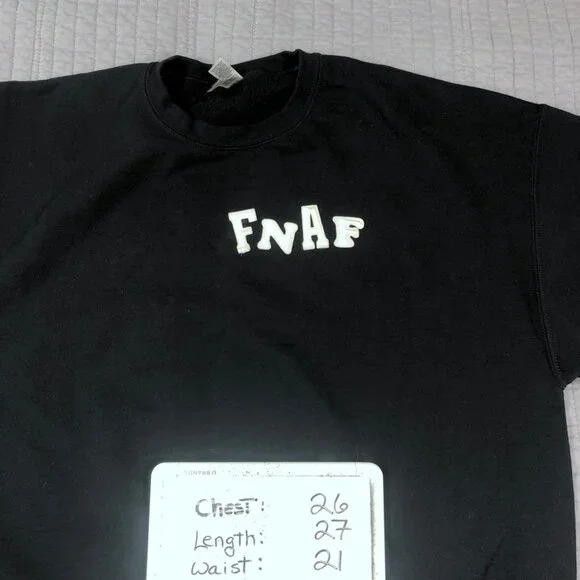 FNAF
Chest: 26
Length: 27
Waist: 21